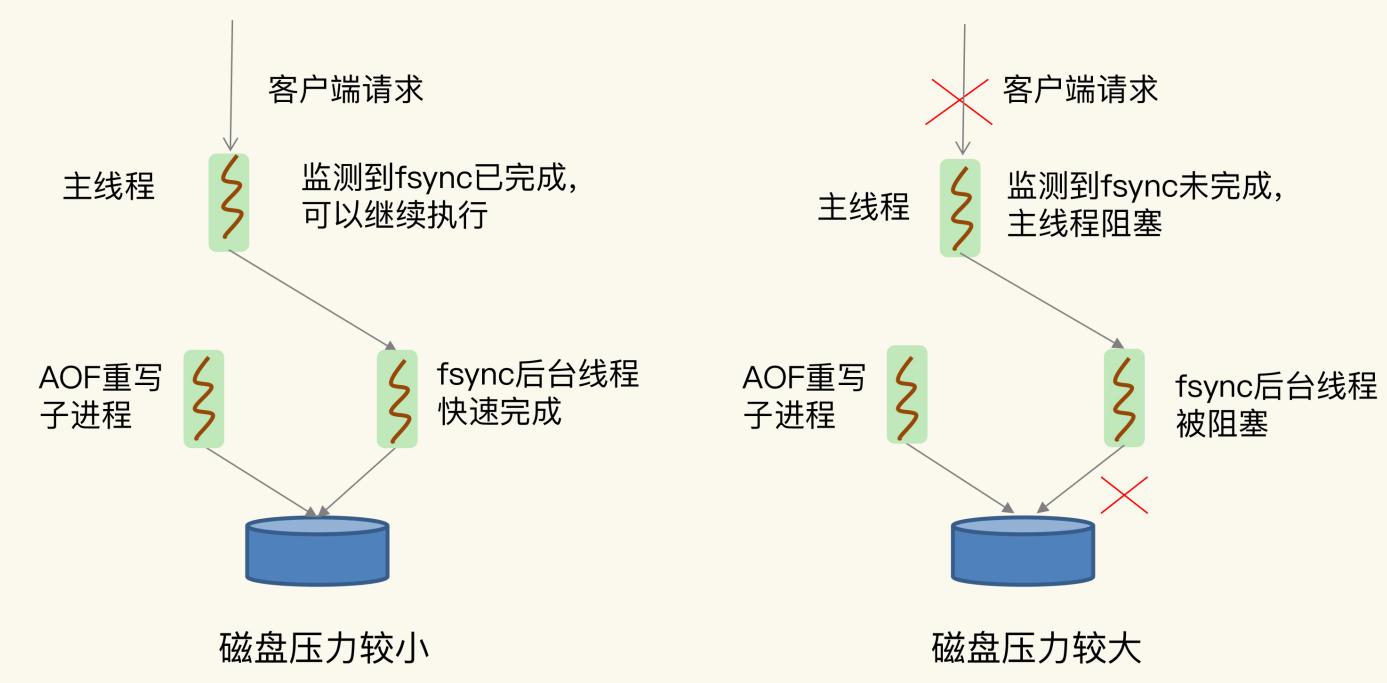 客户端请求
主线程
监测到fsync已完成，
可以继续执行
AOF重写
子进程
fsync后台线程
快速完成
磁盘压力较小
客户端请求
主线程
监测到fsync未完成，
主线程阻塞
AOF重写
子进程
fsync后台线程
被阻塞
磁盘压力较大